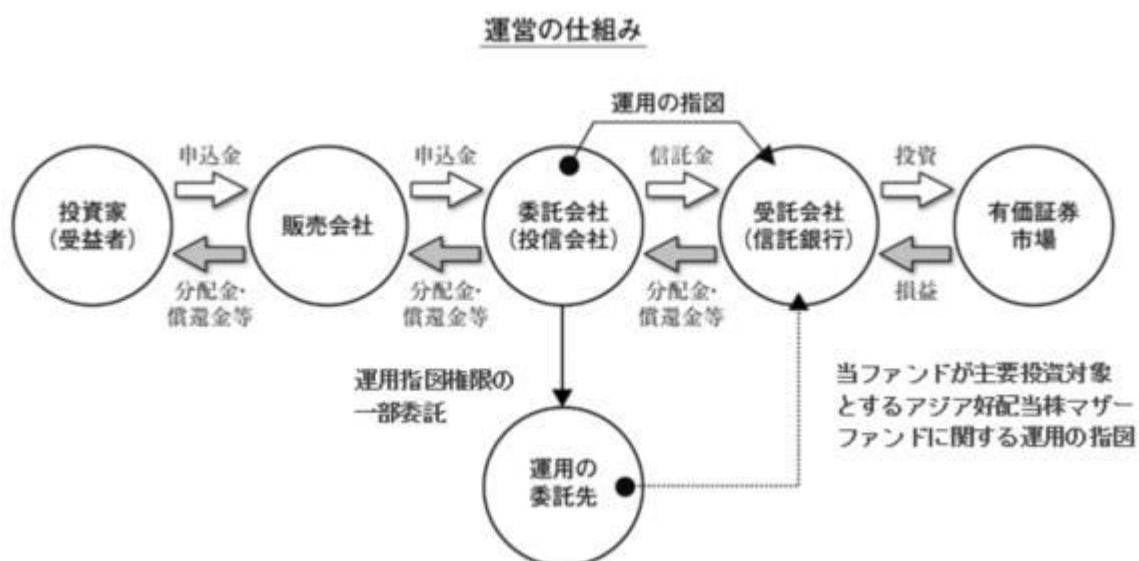 運営の仕組み
運用の指図
申込金
申込金
信託金
投資
投資家
(受益者)
販売会社
委託会社
(投信会社)
受託会社
(信託銀行)
有価証券
市場
分配金・
償還金等
分配金・
償還金等
分配金・
償還金等
損益
運用指図権限の
一部委託
当ファンドが主要投資対象
とするアジア好配当株マザー
ファンドに関する運用の指図
運用の
委託先